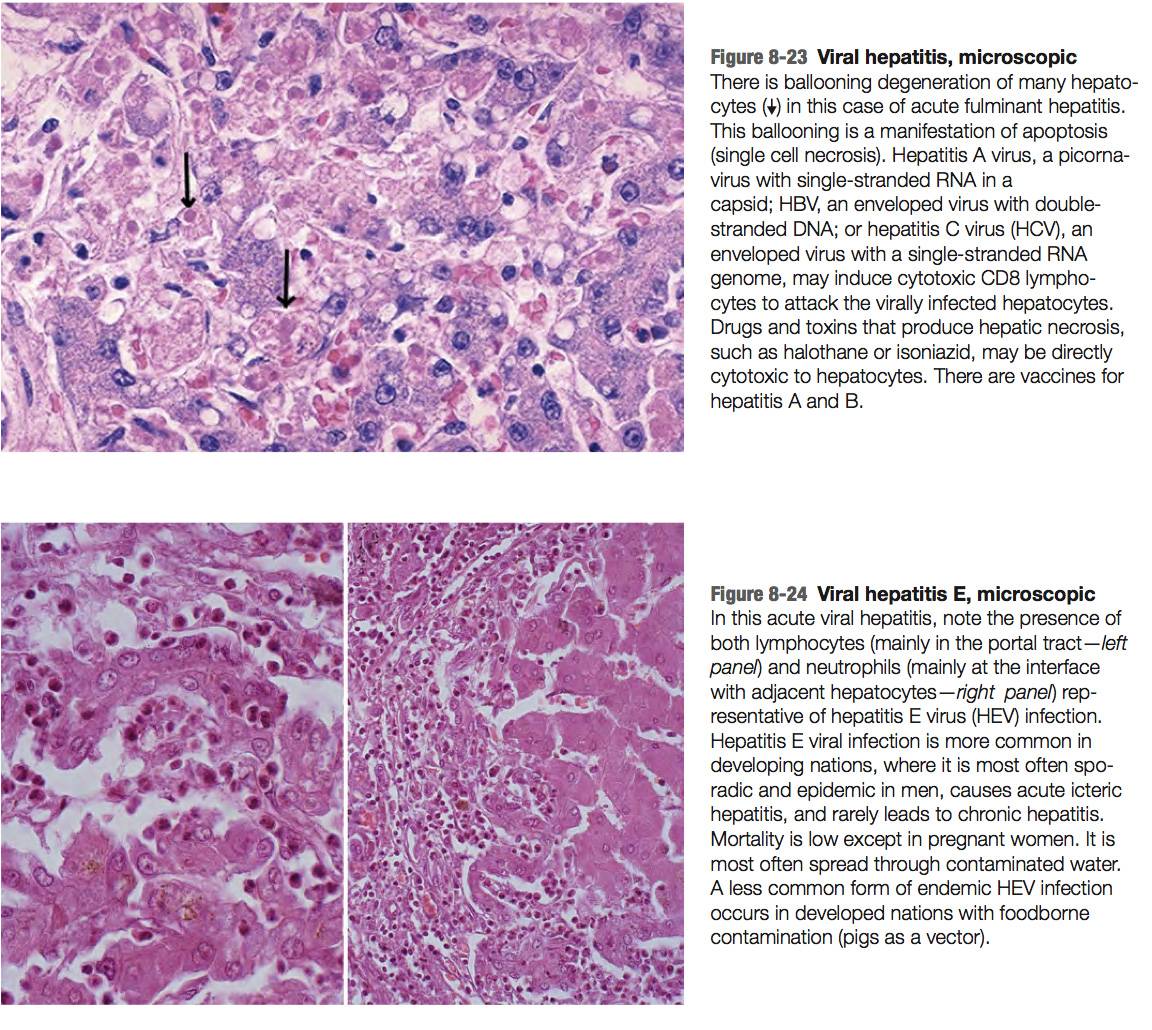 Figure 8-23 Viral hepatitis, microscopic
There is ballooning degeneration of many hepato-
cytes (↓) in this case of acute fulminant hepatitis.
This ballooning is a manifestation of apoptosis
(single cell necrosis). Hepatitis A virus, a picorna-
virus with single-stranded RNA in a
capsid; HBV, an enveloped virus with double-
stranded DNA; or hepatitis C virus (HCV), an
enveloped virus with a single-stranded RNA
genome, may induce cytotoxic CD8 lympho-
cytes to attack the virally infected hepatocytes.
Drugs and toxins that produce hepatic necrosis,
such as halothane or isoniazid, may be directly
cytotoxic to hepatocytes. There are vaccines for
hepatitis A and B.
Figure 8-24 Viral hepatitis E, microscopic
In this acute viral hepatitis, note the presence of
both lymphocytes (mainly in the portal tract—left
panel) and neutrophils (mainly at the interface
with adjacent hepatocytes—right panel) rep-
resentative of hepatitis E virus (HEV) infection.
Hepatitis E viral infection is more common in
developing nations, where it is most often spo-
radic and epidemic in men, causes acute icteric
hepatitis, and rarely leads to chronic hepatitis.
Mortality is low except in pregnant women. It is
most often spread through contaminated water.
A less common form of endemic HEV infection
occurs in developed nations with foodborne
contamination (pigs as a vector).